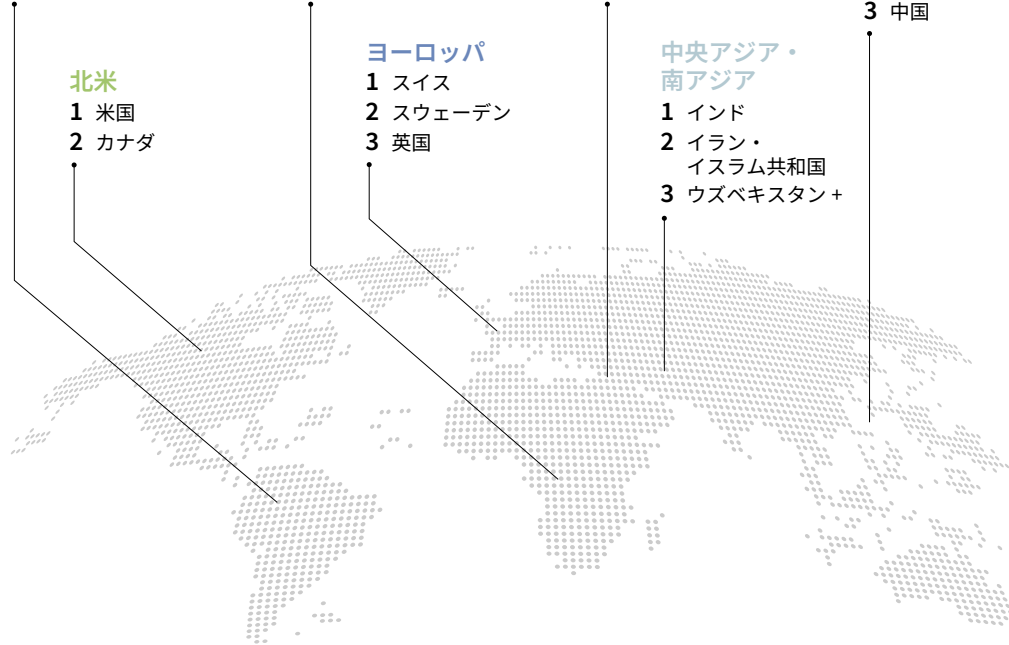 3 中国
北米
1 米国
2 カナダ
ヨーロッパ
1 スイス
2 スウェーデン
3 英国
中央アジア・
南アジア
1 インド
2 イラン・
イスラム共和国
3 ウズベキスタン +